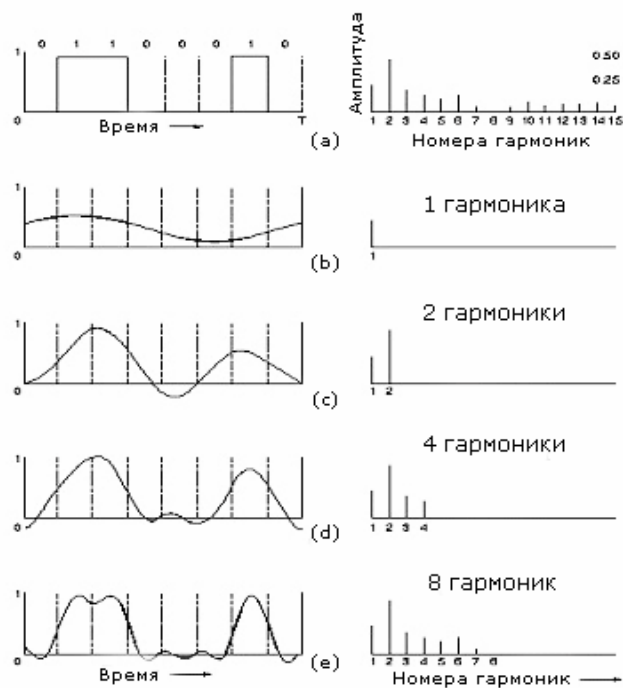 1
0 1 1 0 0 0 1 0
0
T
Время
(a)
Амплитуда
0.50
0.25
1 2 3 4 5 6 7 8 9 10 11 12 13 14 15
Номера гармоник
1
0
(b)
1 гармоника
1
1
0
(c)
2 гармоники
1 2
1
0
(d)
4 гармоники
1 2 3 4
1
0
Время
(e)
8 гармоник
1 2 3 4 5 6 7 8
Номера гармоник